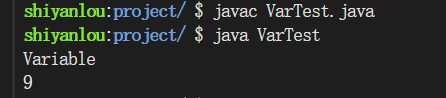 shiyanlou:project/ $ javac VarTest.java
shiyanlou:project/ $ java VarTest
Variable
9